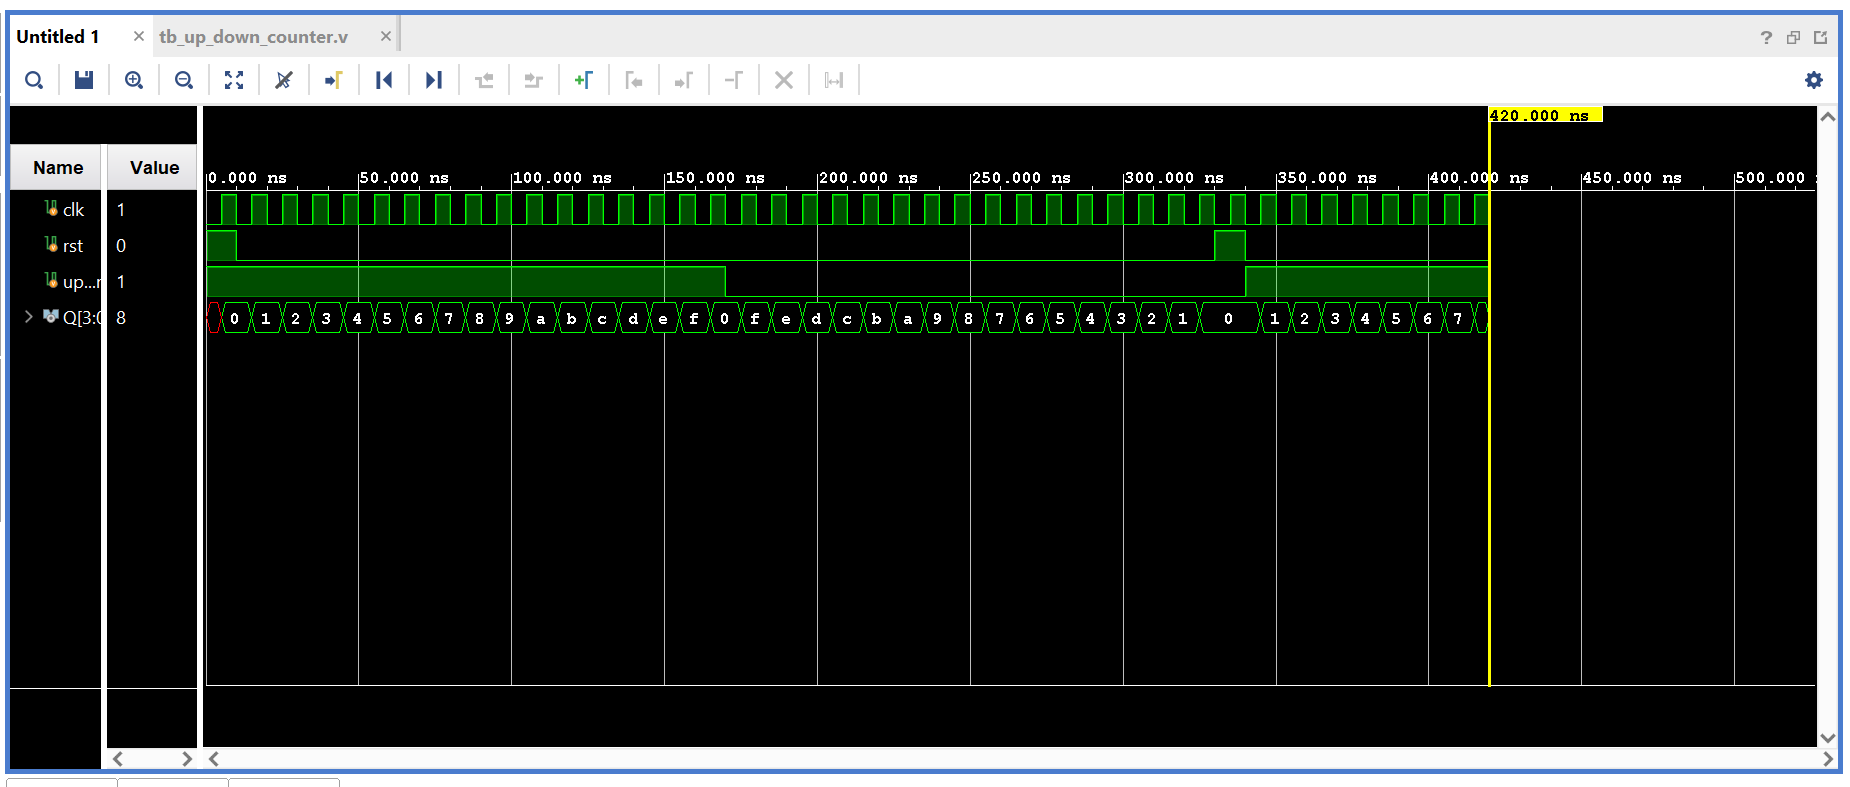 Untitled 1 × tb_up_down_counter.v × ?
420.000 ns
Name Value 0.000 ns 50.000 ns 100.000 ns 150.000 ns 200.000 ns 250.000 ns 300.000 ns 350.000 ns 400.000 ns 450.000 ns 500.000
clk 1
rst 0
up...r 1
Q[3:0 8 0 1 2 3 4 5 6 7 8 9 a b c d e f 0 f e d c b a 9 8 7 6 5 4 3 2 1 0 1 2 3 4 5 6 7